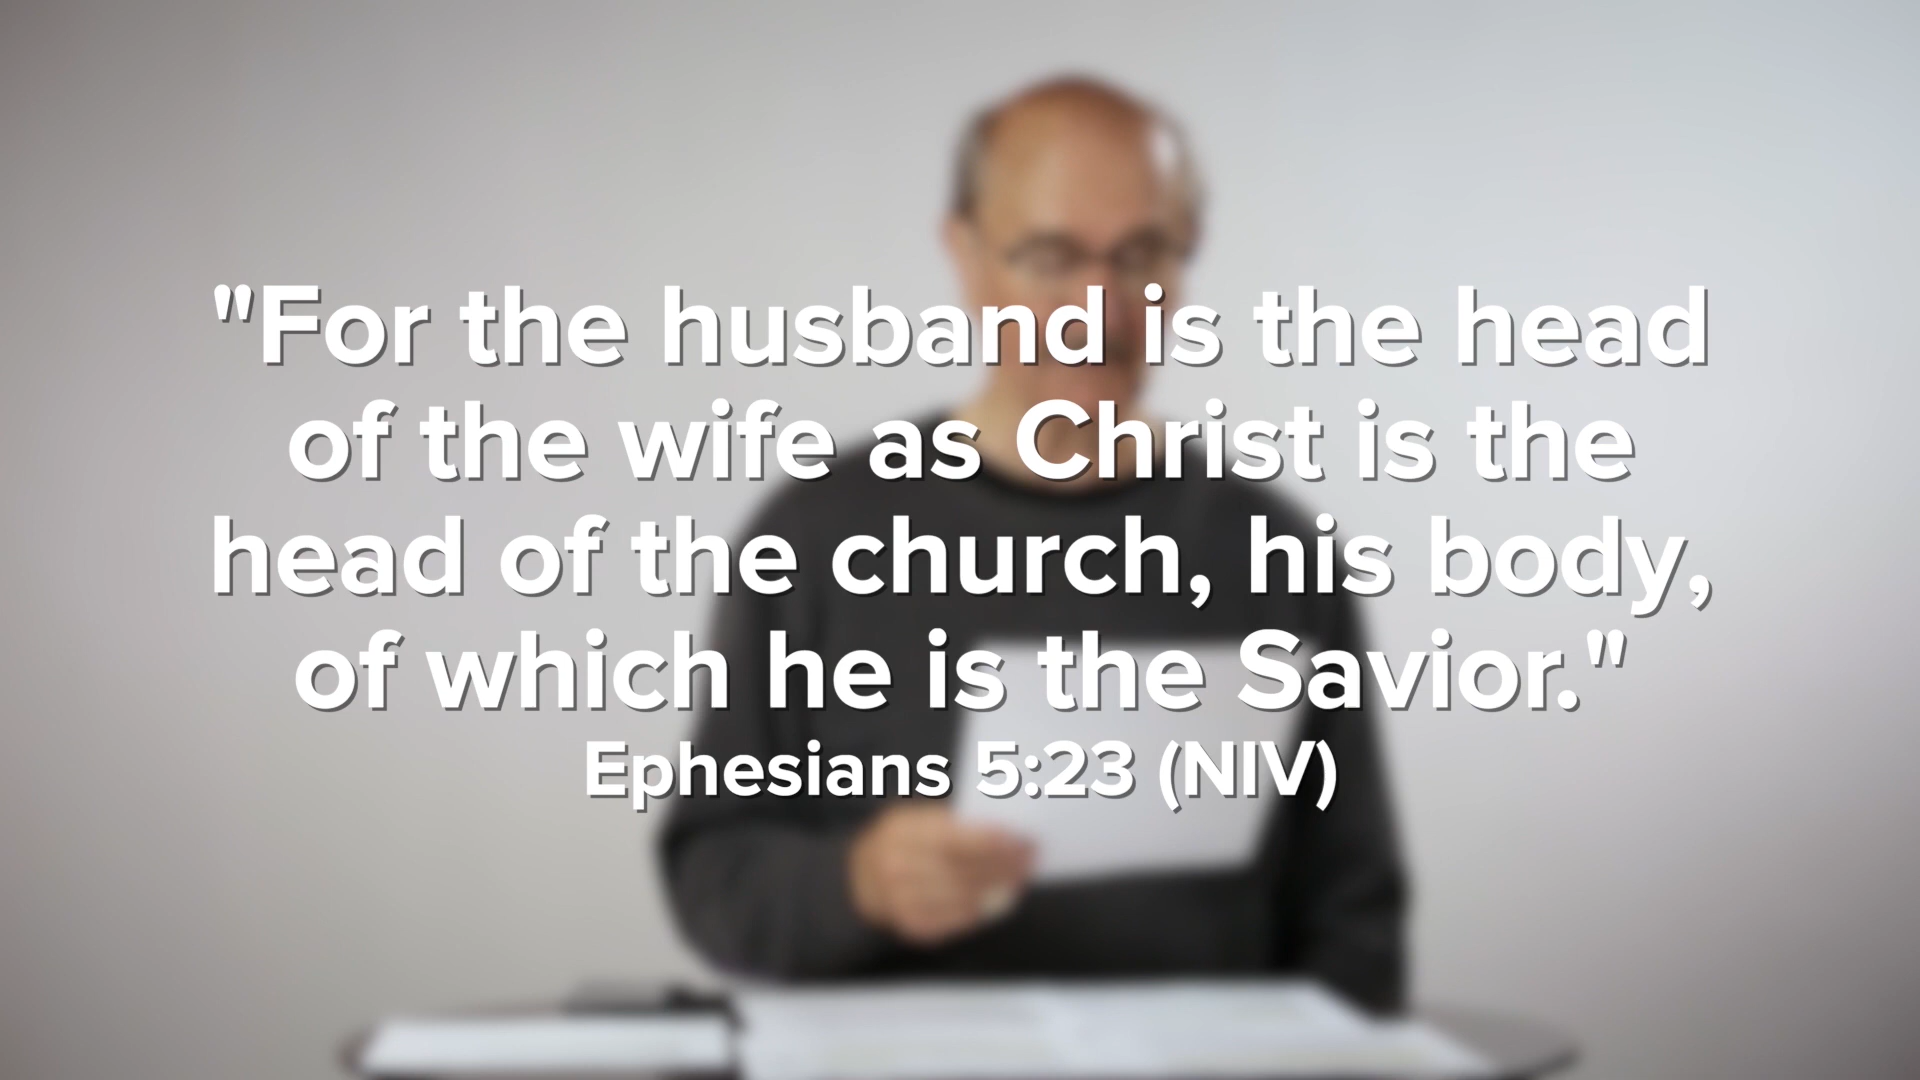 "For the husband is the head
of the wife as Christ is the
head of the church, his body,
of which he is the Savior."
Ephesians 5:23 (NIV)